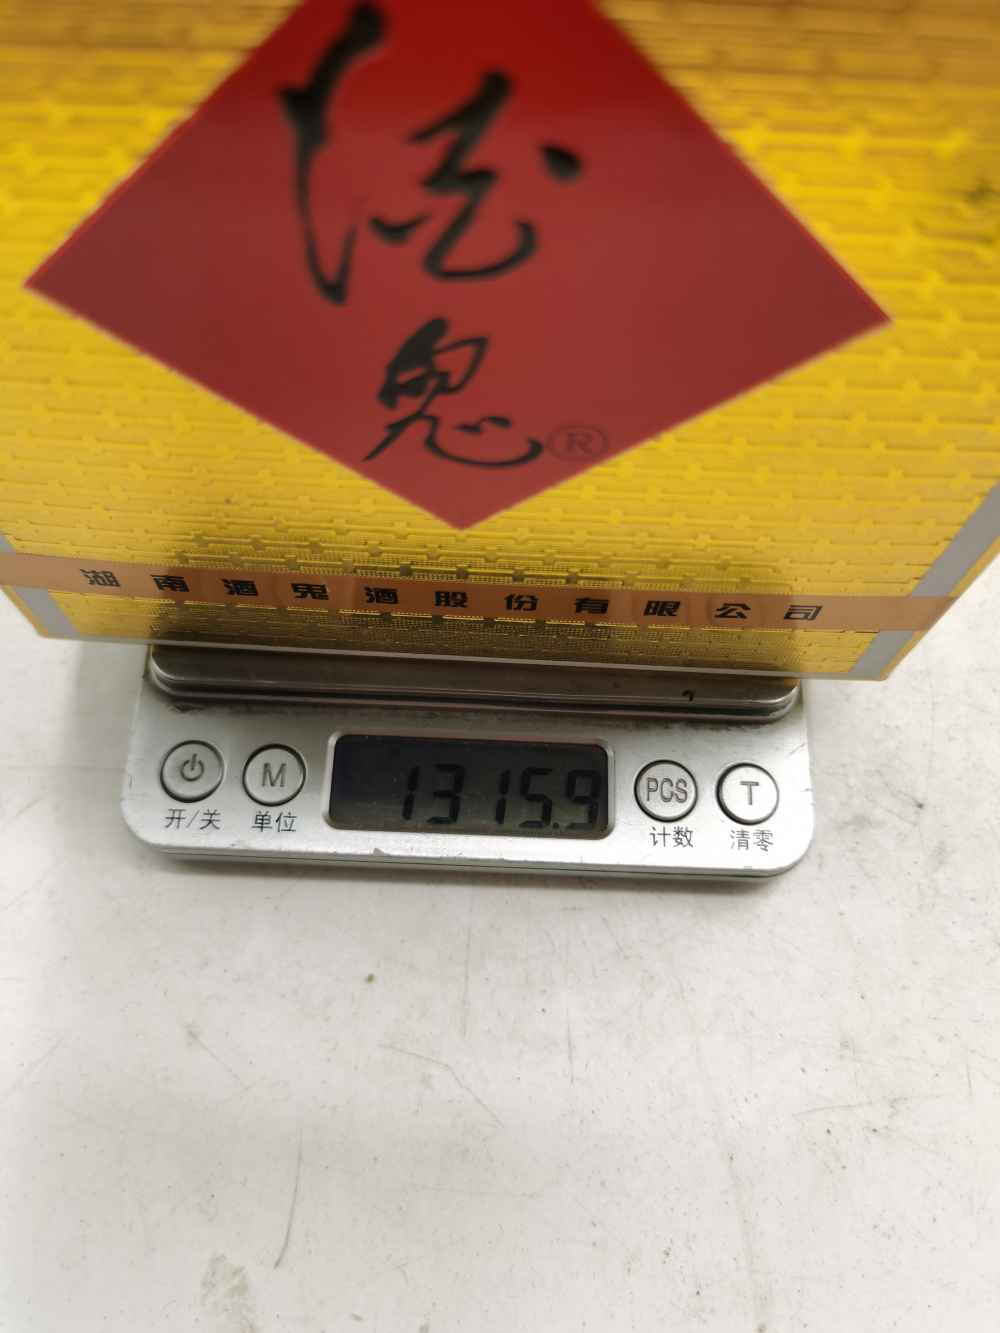 酒
鬼®
湖南酒鬼酒股份有限公司
M 1315.9 PCS T
开/关 单位 计数 清零